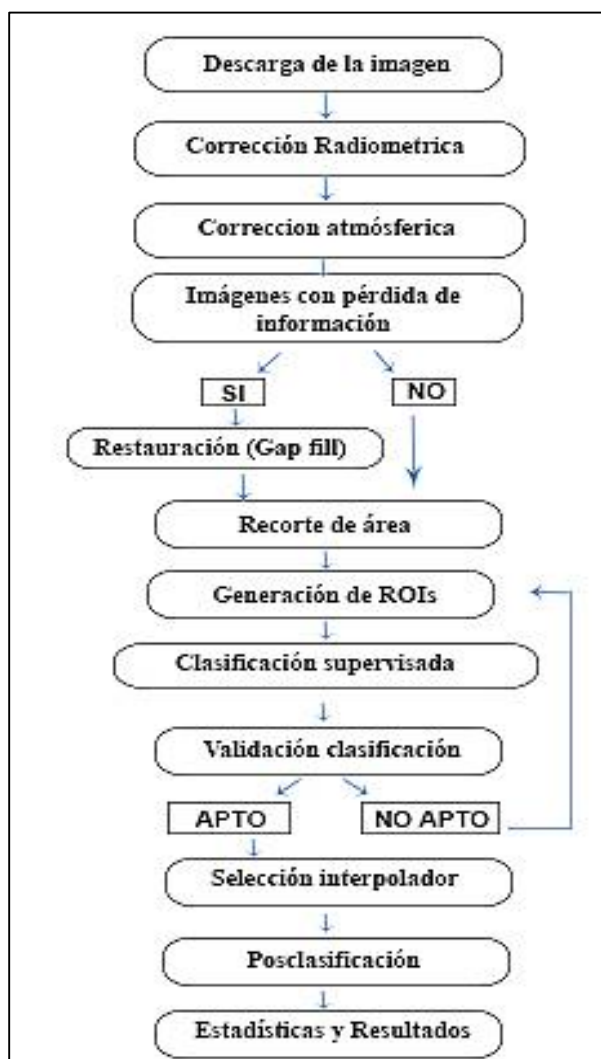 Descarga de la imagen
Corrección Radiometrica
Correccion atmósferica
Imágenes con pérdida de
información
SI
NO
Restauración (Gap fill)
Recorte de área
Generación de ROIs
Clasificación supervisada
Validación clasificación
APTO
NO APTO
Selección interpolador
Posclasificación
Estadísticas y Resultados